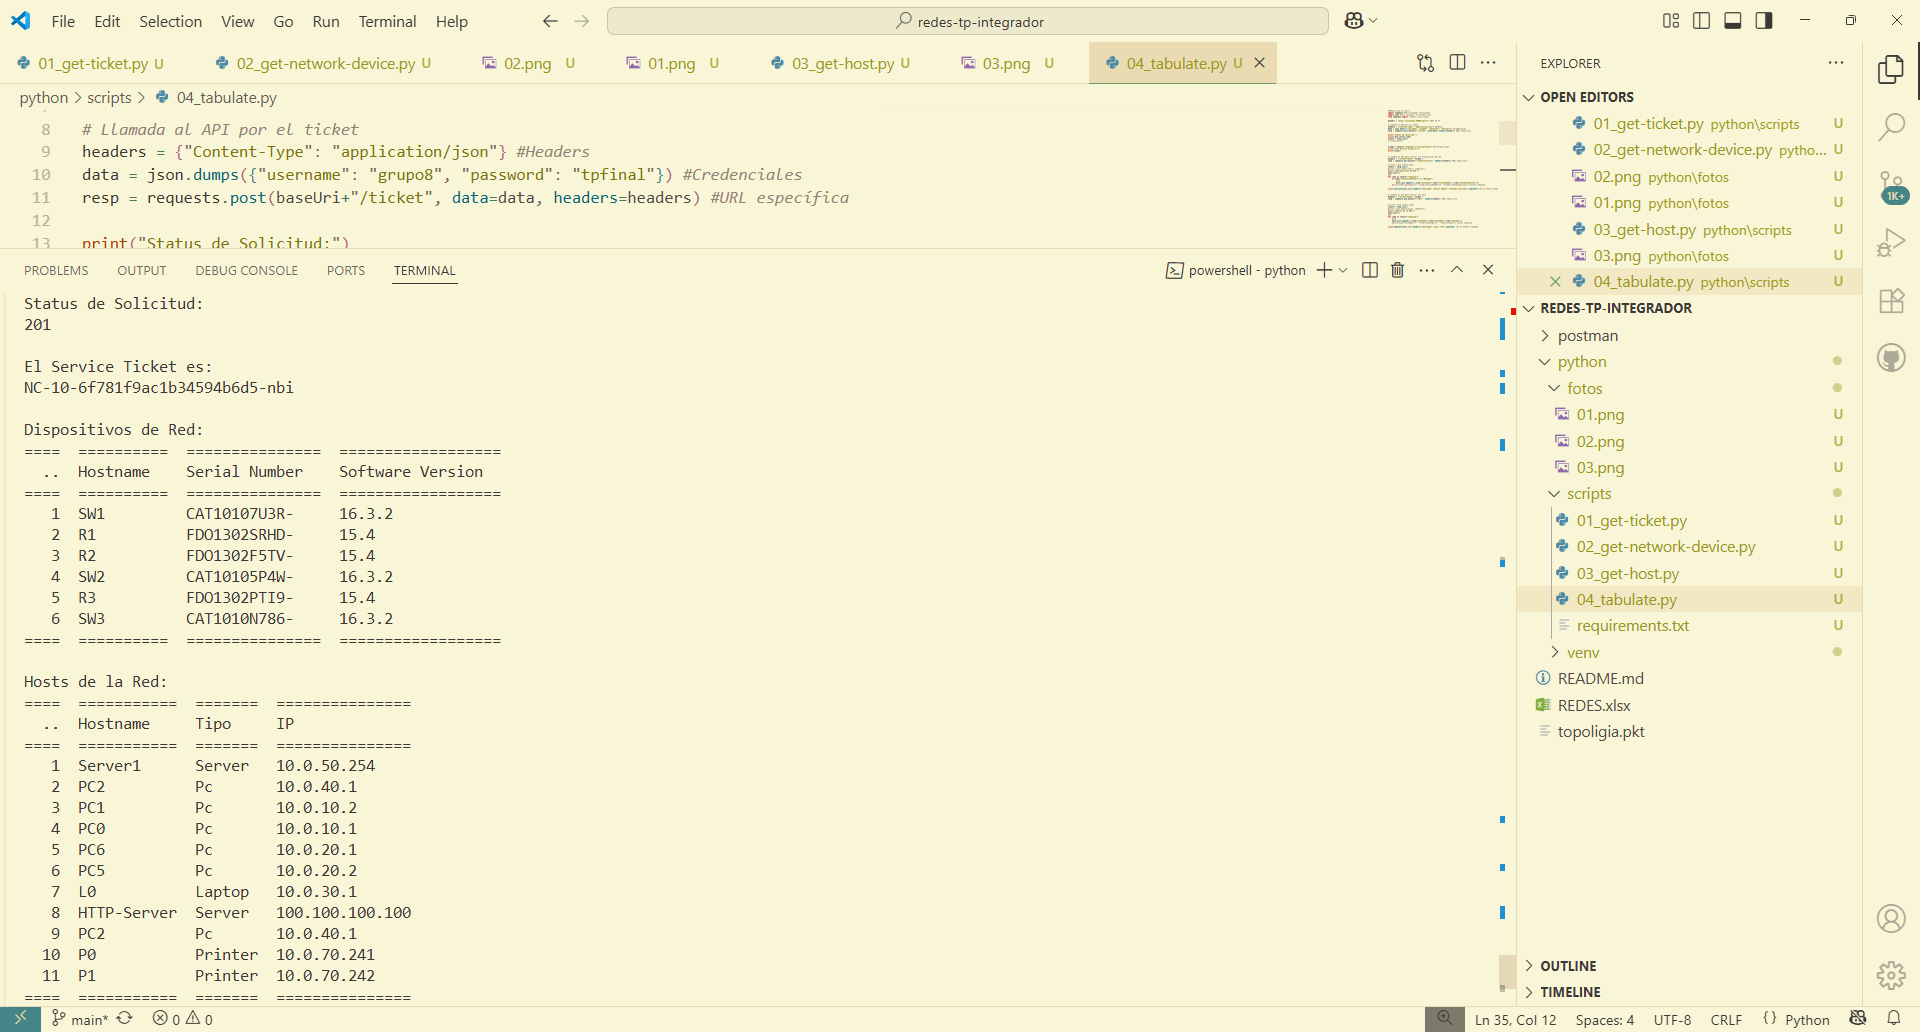 File Edit Selection View Go Run Terminal Help
redes-tp-integrador
01_get-ticket.py U
02_get-network-device.py U
02.png U
01.png U
03_get-host.py U
03.png U
04_tabulate.py U
python > scripts > 04_tabulate.py
8 # Llamada al API por el ticket
9 headers = {"Content-Type": "application/json"} #Headers
10 data = json.dumps({"username": "grupo8", "password": "tpfinal"}) #Credenciales
11 resp = requests.post(baseUri+"/ticket", data=data, headers=headers) #URL específica
12
13 print("Status de Solicitud:")
PROBLEMS OUTPUT DEBUG CONSOLE PORTS TERMINAL
powershell - python
Status de Solicitud:
201
El Service Ticket es:
NC-10-6f781f9ac1b34594b6d5-nbi
Dispositivos de Red:
====  ==========  ===============  ==================
  ..  Hostname    Serial Number    Software Version
====  ==========  ===============  ==================
   1  SW1         CAT10107U3R-     16.3.2
   2  R1          FDO1302SRHD-     15.4
   3  R2          FDO1302F5TV-     15.4
   4  SW2         CAT10105P4W-     16.3.2
   5  R3          FDO1302PTI9-     15.4
   6  SW3         CAT1010N786-     16.3.2
====  ==========  ===============  ==================
Hosts de la Red:
====  ===========  =======  ===============
  ..  Hostname     Tipo     IP
====  ===========  =======  ===============
   1  Server1      Server   10.0.50.254
   2  PC2          Pc       10.0.40.1
   3  PC1          Pc       10.0.10.2
   4  PC0          Pc       10.0.10.1
   5  PC6          Pc       10.0.20.1
   6  PC5          Pc       10.0.20.2
   7  L0           Laptop   10.0.30.1
   8  HTTP-Server  Server   100.100.100.100
   9  PC2          Pc       10.0.40.1
  10  P0           Printer  10.0.70.241
  11  P1           Printer  10.0.70.242
====  ===========  =======  ===============
EXPLORER
OPEN EDITORS
01_get-ticket.py python\scripts U
02_get-network-device.py pytho... U
02.png python\fotos U
01.png python\fotos U
03_get-host.py python\scripts U
03.png python\fotos U
04_tabulate.py python\scripts U
REDES-TP-INTEGRADOR
postman
python
fotos
01.png U
02.png U
03.png U
scripts
01_get-ticket.py U
02_get-network-device.py U
03_get-host.py U
04_tabulate.py U
requirements.txt U
venv
README.md
REDES.xlsx
topoligia.pkt
OUTLINE
TIMELINE
1K+
main* 0 0
Ln 35, Col 12 Spaces: 4 UTF-8 CRLF {} Python